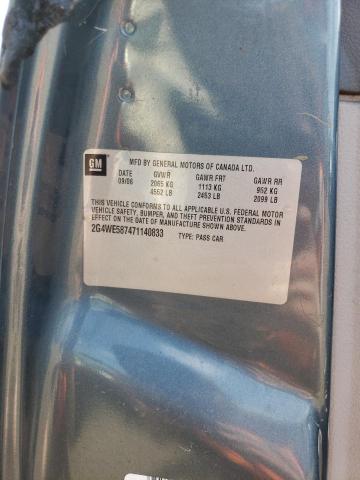 GM
MFD BY GENERAL MOTORS OF CANADA LTD.
DATE GVWR GAWR FRT GAWR RR
09/06 2065 KG 1113 KG 952 KG
4552 LB 2453 LB 2099 LB
THIS VEHICLE CONFORMS TO ALL APPLICABLE U.S. FEDERAL MOTOR
VEHICLE SAFETY, BUMPER, AND THEFT PREVENTION STANDARDS IN
EFFECT ON THE DATE OF MANUFACTURE SHOWN ABOVE.
2G4WE587471140833 TYPE: PASS CAR